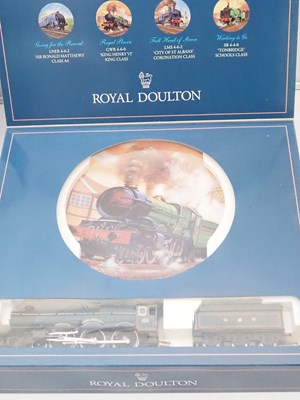 Going for the Record
LNER 4-6-2
'SIR RONALD MATTHEWS'
CLASS A4
Royal Power
GWR 4-6-0
'KING HENRY VI'
KING CLASS
Full Head of Steam
LMS 4-6-2
'CITY OF ST ALBANS'
CORONATION CLASS
Waiting to Go
SR 4-4-0
'TONBRIDGE'
SCHOOLS CLASS
ROYAL DOULTON
ROYAL DOULTON